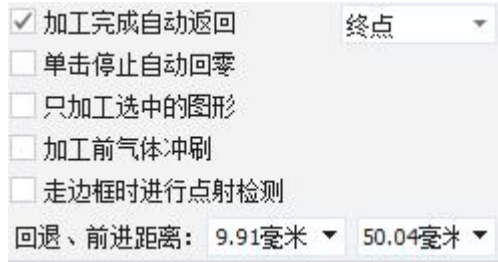 加工完成自动返回 终点
单击停止自动回零
只加工选中的图形
加工前气体冲刷
走边框时进行点射检测
回退、前进距离： 9.91毫米 50.04毫米